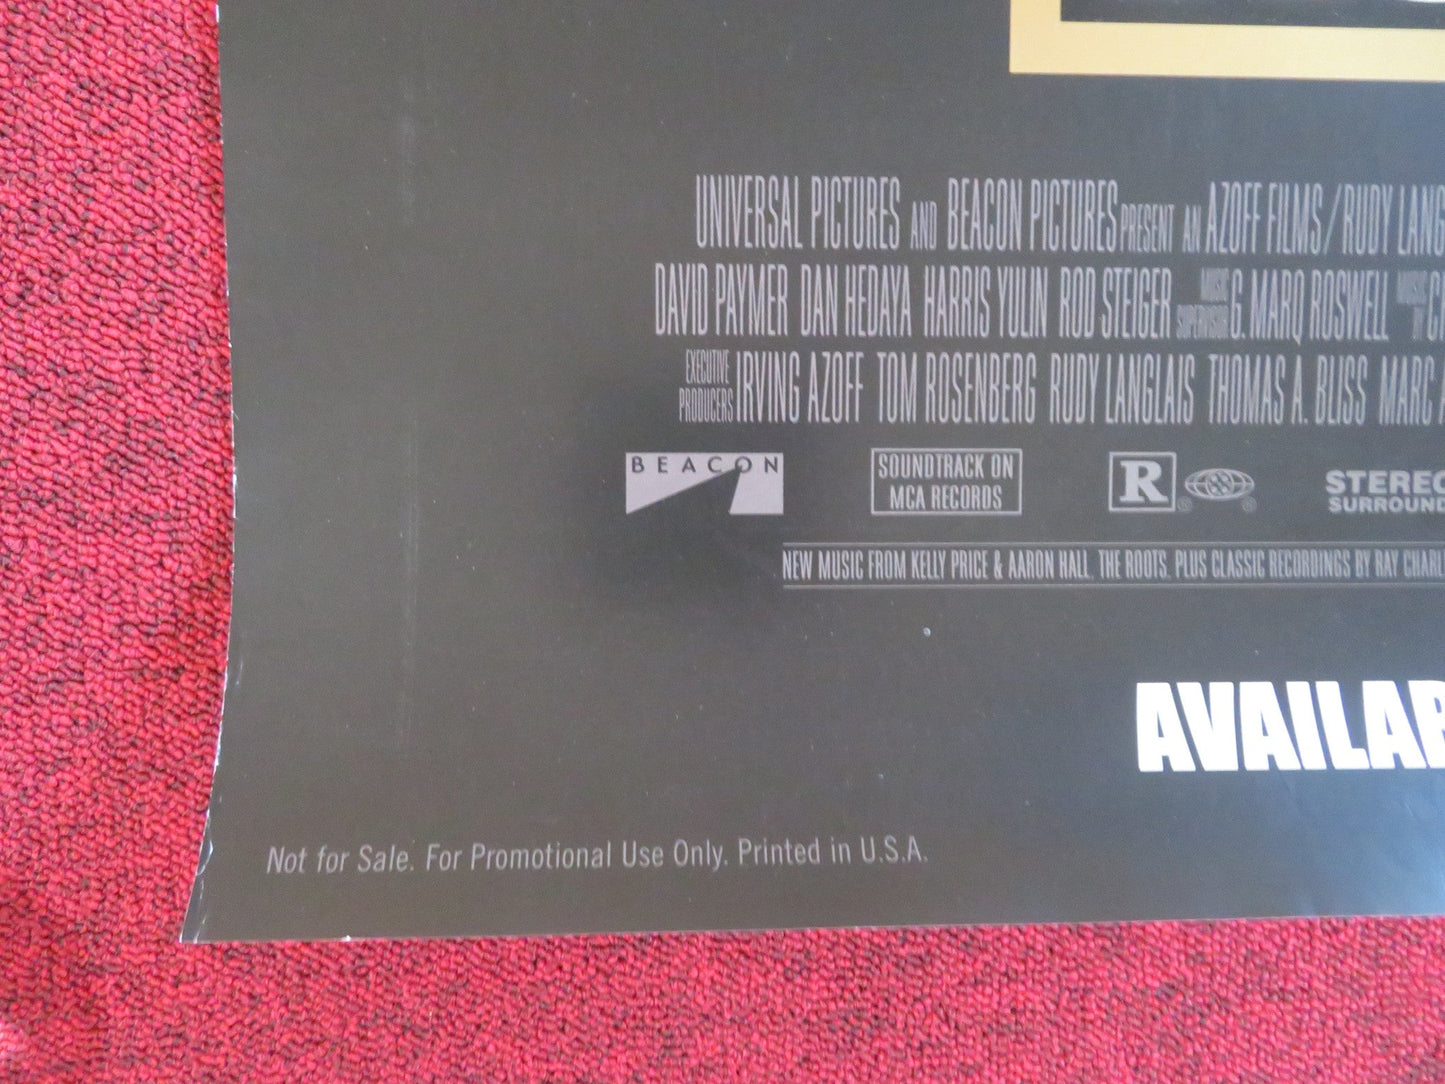 UNIVERSAL PICTURES AND BEACON PICTURES PRESENT AN AZOFF FILMS/RUDY LANG
DAVID PAYMER DAN HEDAYA HARRIS YULIN ROD STEIGER MUSIC SUPERVISOR G. MARQ ROSWELL MUSIC BY
EXECUTIVE PRODUCERS IRVING AZOFF TOM ROSENBERG RUDY LANGLAIS THOMAS A. BLISS MARC
BEACON
SOUNDTRACK ON
MCA RECORDS
R
STEREO
SURROUND
NEW MUSIC FROM KELLY PRICE & AARON HALL, THE ROOTS, PLUS CLASSIC RECORDINGS BY RAY CHARL
AVAILAB
Not for Sale. For Promotional Use Only. Printed in U.S.A.